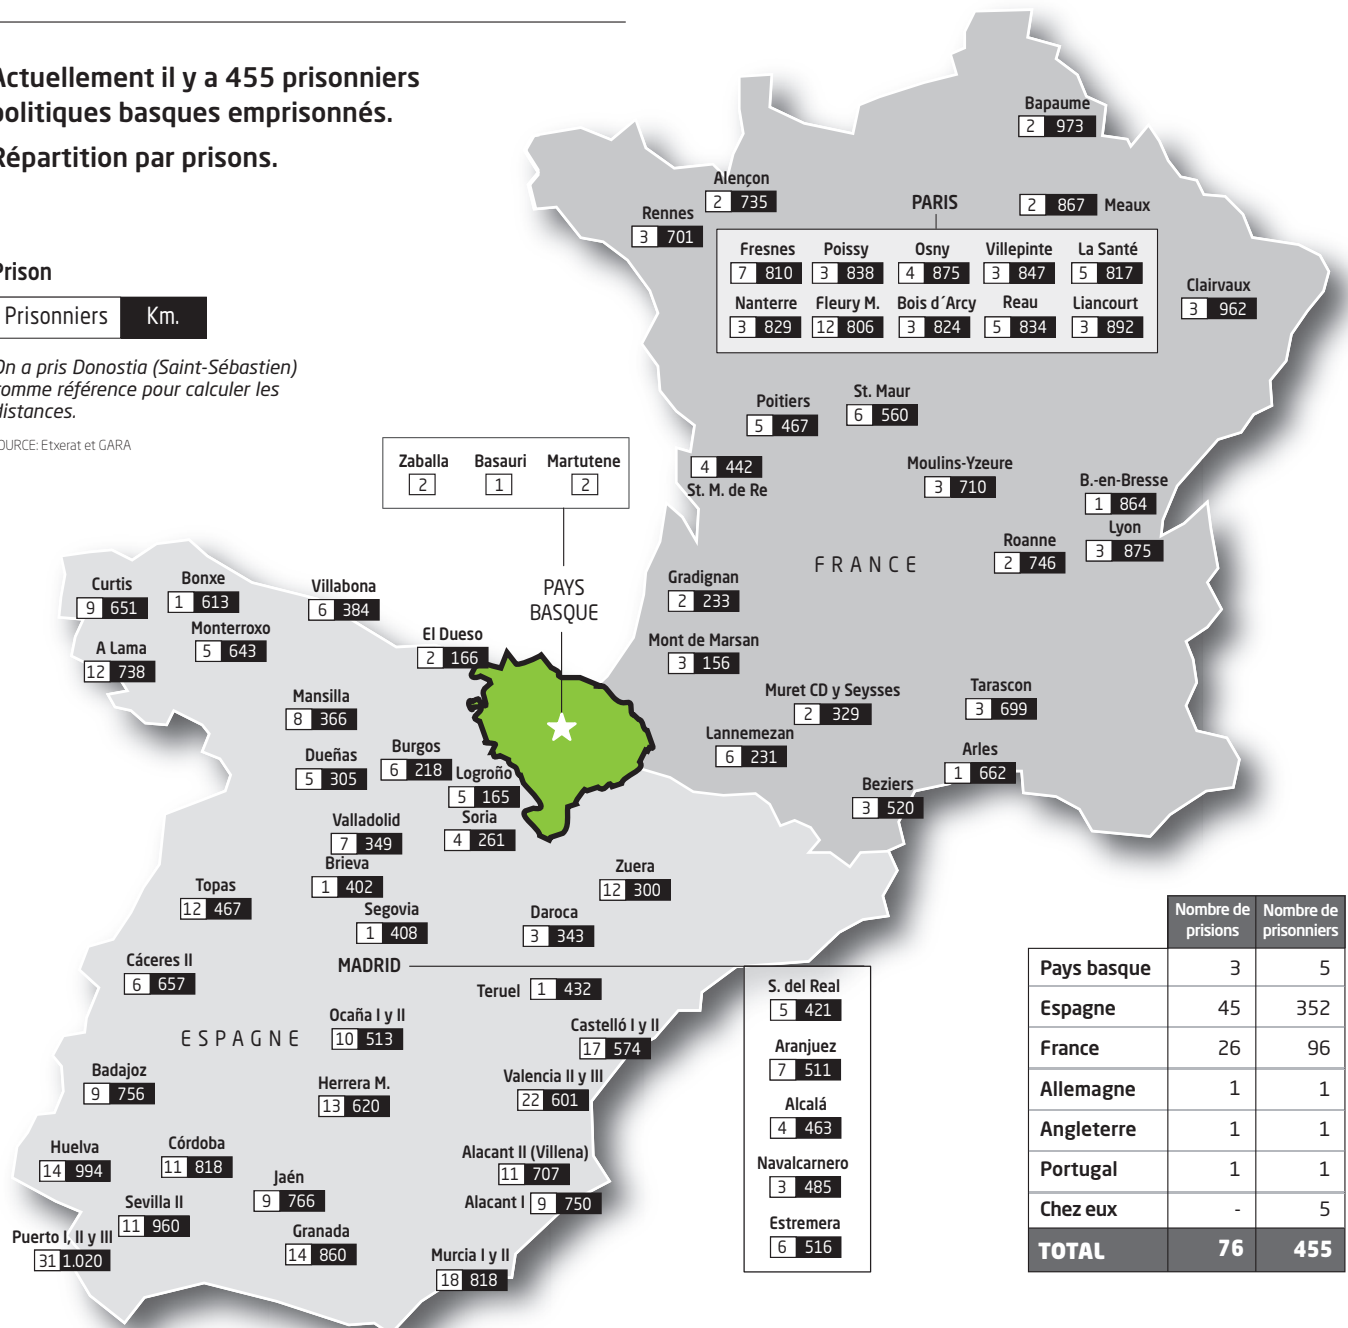 Actuellement il y a 455 prisonniers
politiques basques emprisonnés.
Répartition par prisons.
Prison
Prisonniers Km.
On a pris Donostia (Saint-Sébastien)
comme référence pour calculer les
distances.
SOURCE: Etxerat et GARA
Bapaume
2 973
Alençon
2 735
Rennes
3 701
PARIS
2 867 Meaux
Fresnes Poissy Osny Villepinte La Santé
7 810 3 838 4 875 3 847 5 817
Nanterre Fleury M. Bois d´Arcy Reau Liancourt
3 829 12 806 3 824 5 834 3 892
Clairvaux
3 962
Poitiers
5 467
St. Maur
6 560
4 442
St. M. de Re
Moulins-Yzeure
3 710
B.-en-Bresse
1 864
Lyon
3 875
Roanne
2 746
FRANCE
Gradignan
2 233
Mont de Marsan
3 156
Muret CD y Seysses
2 329
Tarascon
3 699
Lannemezan
6 231
Arles
1 662
Beziers
3 520
Zaballa Basauri Martutene
2 1 2
PAYS
BASQUE
Curtis
9 651
Bonxe
1 613
Villabona
6 384
Monterroxo
5 643
A Lama
12 738
El Dueso
2 166
Mansilla
8 366
Dueñas
5 305
Burgos
6 218
Logroño
5 165
Soria
4 261
Valladolid
7 349
Brieva
1 402
Topas
12 467
Segovia
1 408
Zuera
12 300
Daroca
3 343
MADRID
Cáceres II
6 657
Teruel 1 432
ESPAGNE
Ocaña I y II
10 513
Castelló I y II
17 574
Badajoz
9 756
Herrera M.
13 620
Valencia II y III
22 601
Huelva
14 994
Córdoba
11 818
Jaén
9 766
Alacant II (Villena)
11 707
Alacant I 9 750
Sevilla II
11 960
Puerto I, II y III
31 1.020
Granada
14 860
Murcia I y II
18 818
S. del Real
5 421
Aranjuez
7 511
Alcalá
4 463
Navalcarnero
3 485
Estremera
6 516
Nombre de prisions Nombre de prisonniers
Pays basque 3 5
Espagne 45 352
France 26 96
Allemagne 1 1
Angleterre 1 1
Portugal 1 1
Chez eux - 5
TOTAL 76 455